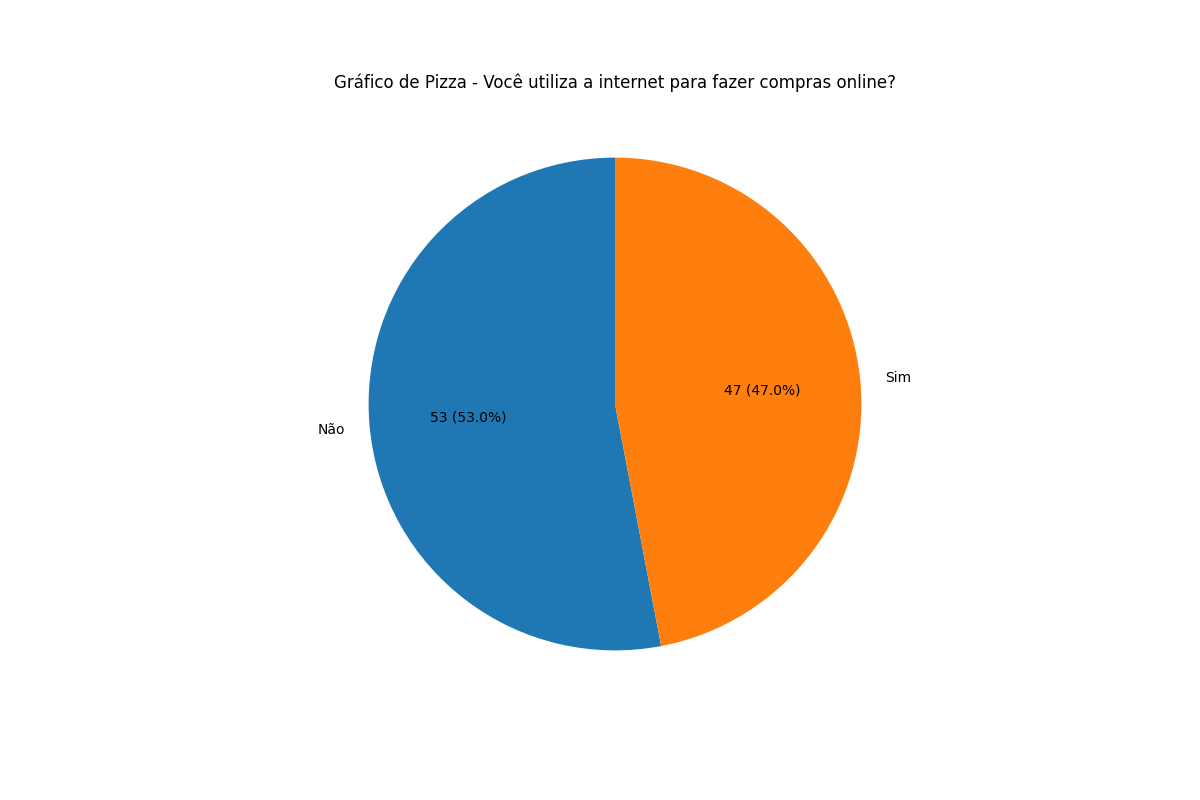 Gráfico de Pizza - Você utiliza a internet para fazer compras online?
Sim
47 (47.0%)
53 (53.0%)
Não